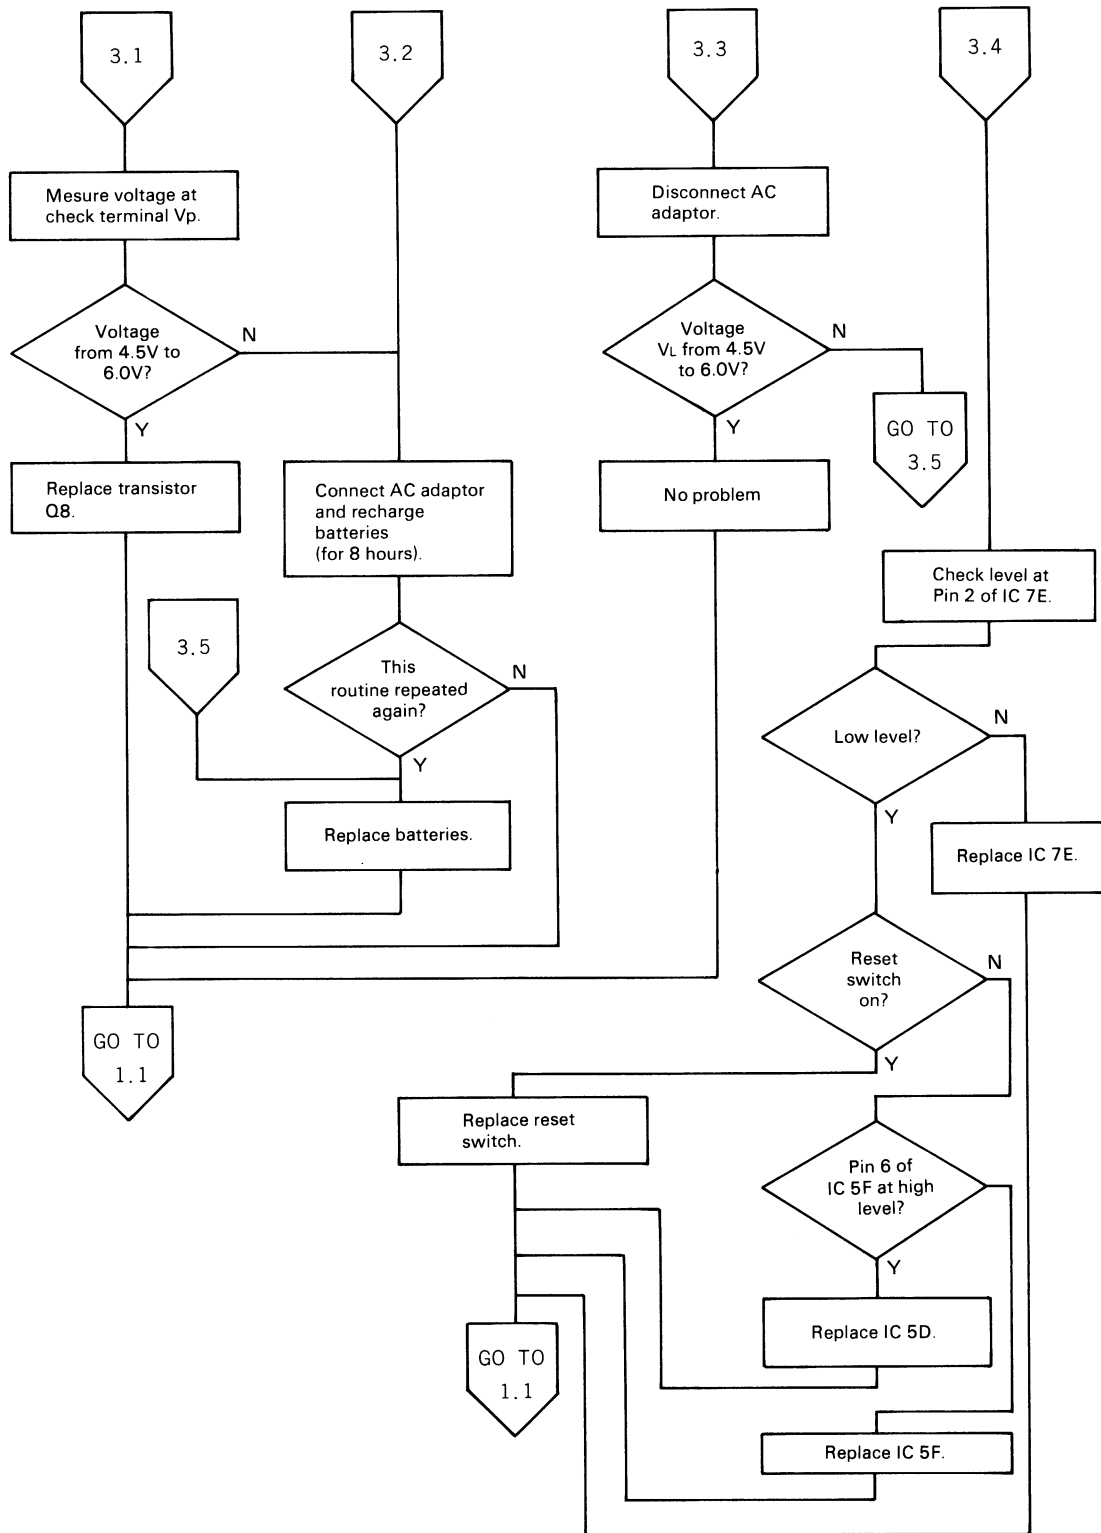 3.1
3.2
3.3
3.4
Mesure voltage at
check terminal Vp.
Disconnect AC
adaptor.
Voltage
from 4.5V to
6.0V?
N
Y
Voltage
VL from 4.5V
to 6.0V?
N
Y
GO TO
3.5
Replace transistor
Q8.
Connect AC adaptor
and recharge
batteries
(for 8 hours).
No problem
Check level at
Pin 2 of IC 7E.
3.5
This
routine repeated
again?
N
Y
Low level?
N
Y
Replace batteries.
Replace IC 7E.
Reset
switch
on?
N
Y
GO TO
1.1
Replace reset
switch.
Pin 6 of
IC 5F at high
level?
Y
Replace IC 5D.
GO TO
1.1
Replace IC 5F.